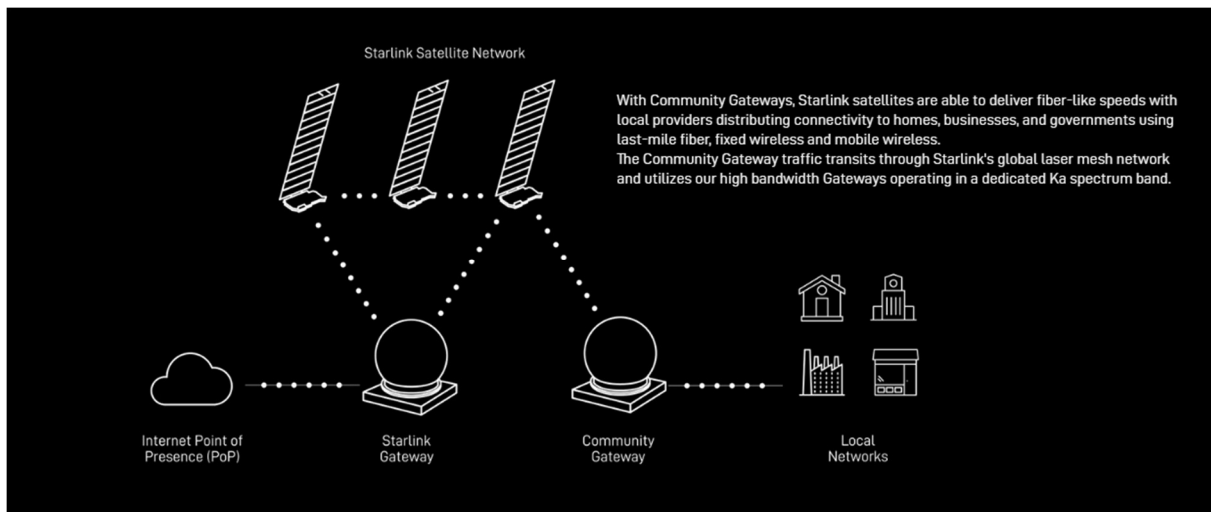 Starlink Satellite Network
With Community Gateways, Starlink satellites are able to deliver fiber-like speeds with
local providers distributing connectivity to homes, businesses, and governments using
last-mile fiber, fixed wireless and mobile wireless.
The Community Gateway traffic transits through Starlink's global laser mesh network
and utilizes our high bandwidth Gateways operating in a dedicated Ka spectrum band.
Internet Point of
Presence (PoP)
Starlink
Gateway
Community
Gateway
Local
Networks